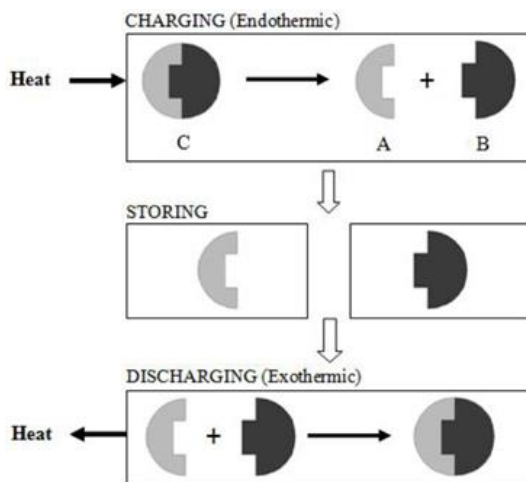 CHARGING (Endothermic)
Heat
+
C
A
B
STORING
DISCHARGING (Exothermic)
Heat
+